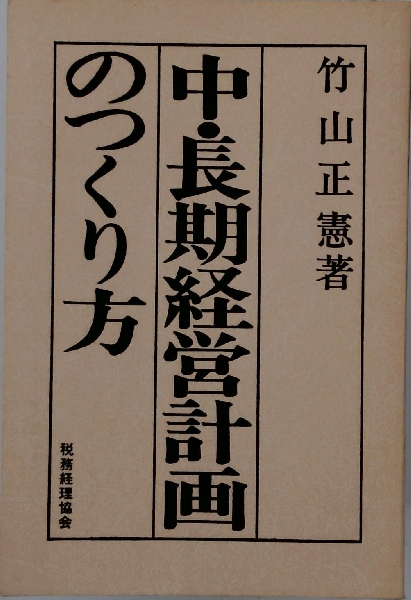 竹山正憲著
中・長期経営計画
のつくり方
税務経理協会